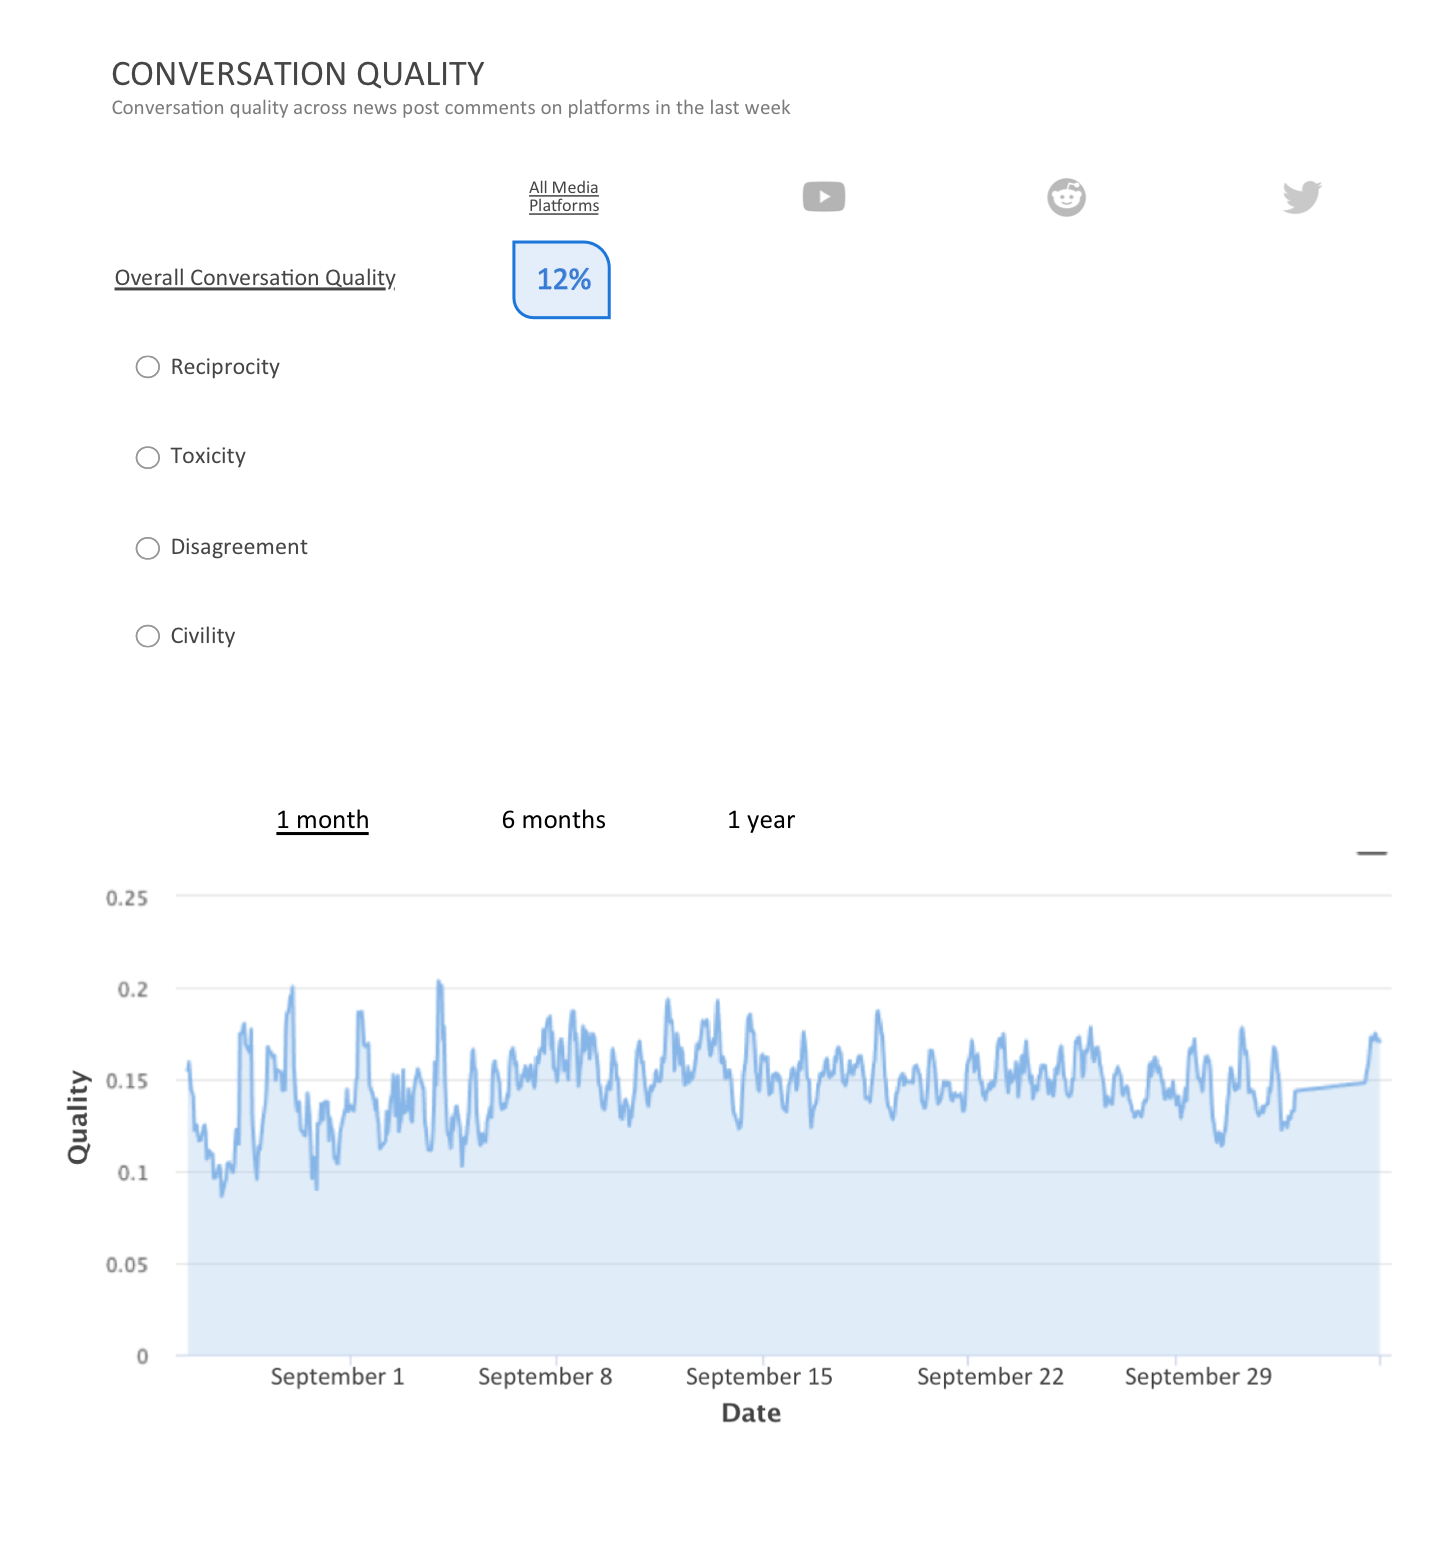 CONVERSATION QUALITY
Conversation quality across news post comments on platforms in the last week
All Media
Platforms
Overall Conversation Quality
12%
Reciprocity
Toxicity
Disagreement
Civility
1 month 6 months 1 year
0.25
0.2
0.15
0.1
0.05
0
Quality
September 1 September 8 September 15 September 22 September 29
Date